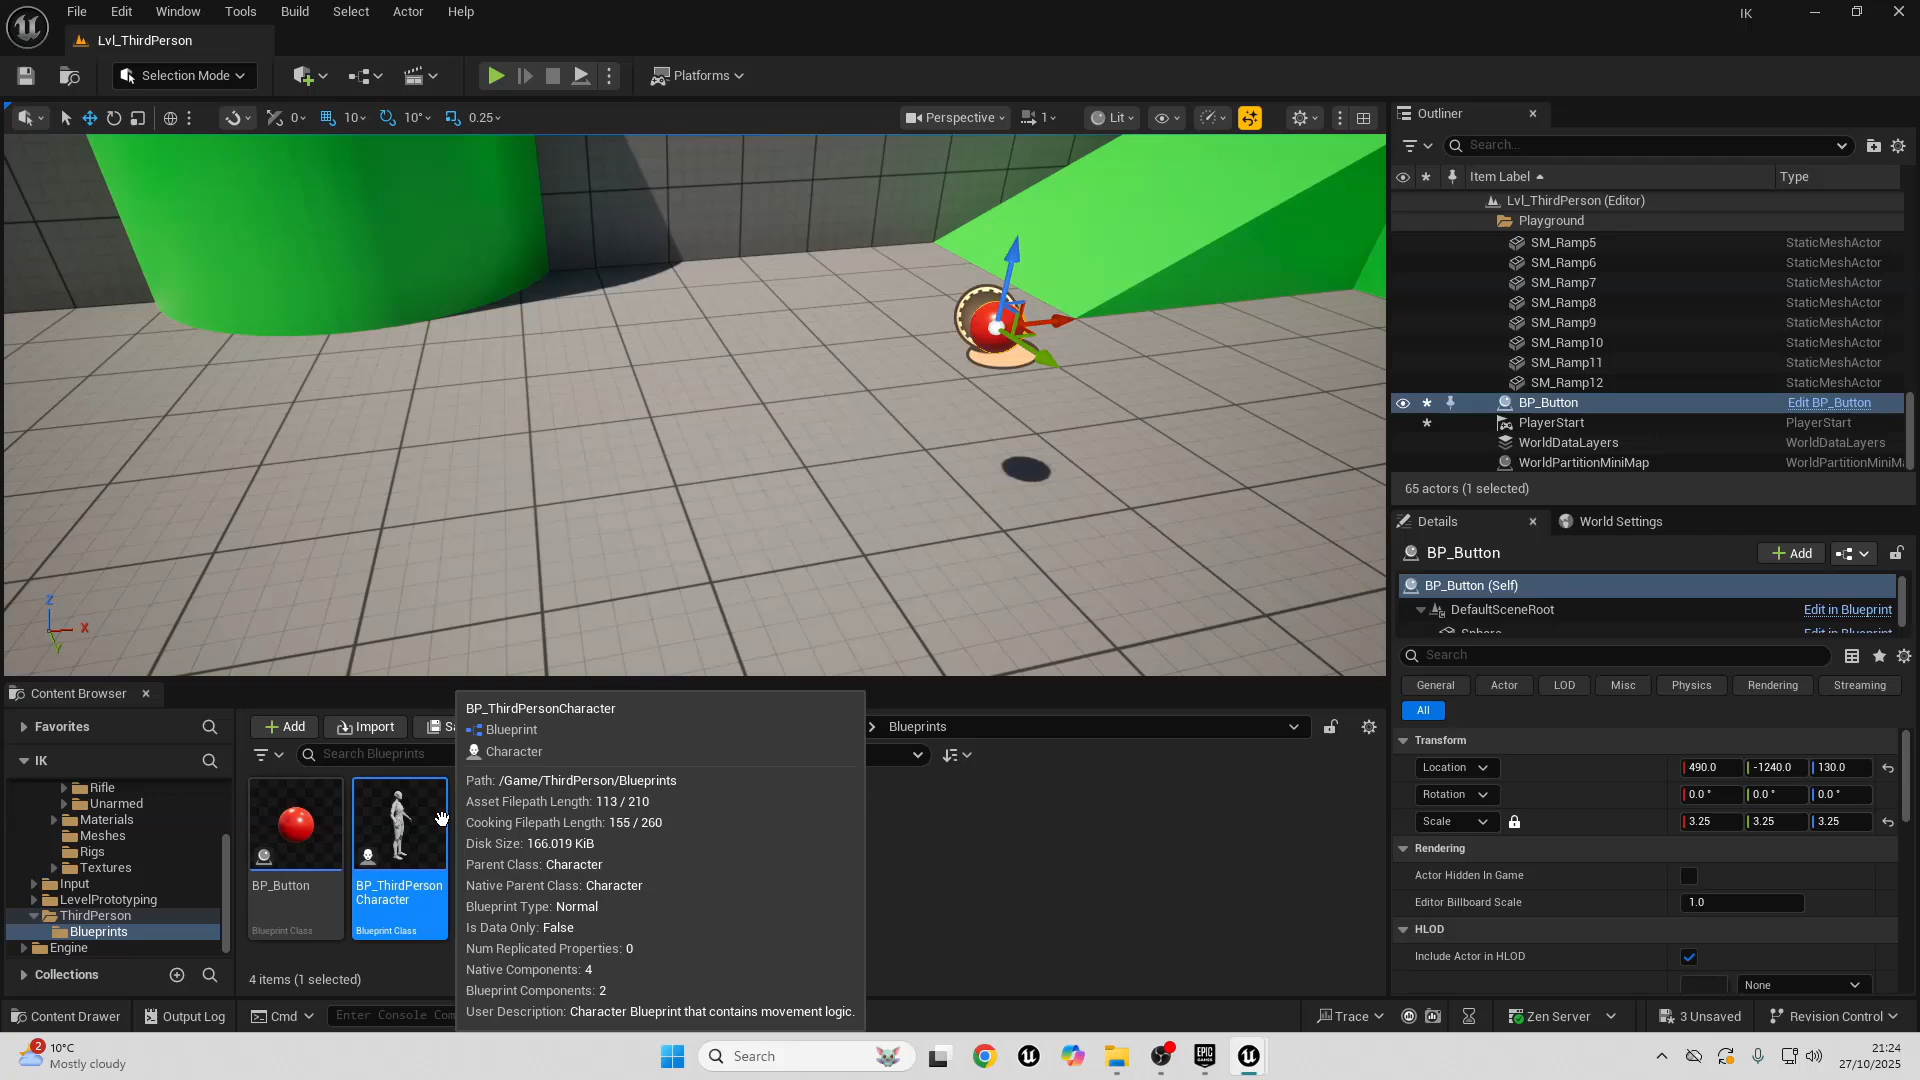 File Edit Window Tools Build Select Actor Help
IK
Lvl_ThirdPerson
Selection Mode
Platforms
0
10
10°
0.25
Perspective
1
Lit
Outliner
Search...
Item Label
Type
Lvl_ThirdPerson (Editor)
Playground
SM_Ramp5 StaticMeshActor
SM_Ramp6 StaticMeshActor
SM_Ramp7 StaticMeshActor
SM_Ramp8 StaticMeshActor
SM_Ramp9 StaticMeshActor
SM_Ramp10 StaticMeshActor
SM_Ramp11 StaticMeshActor
SM_Ramp12 StaticMeshActor
BP_Button Edit BP_Button
PlayerStart PlayerStart
WorldDataLayers WorldDataLayers
WorldPartitionMiniMap WorldPartitionMiniM
65 actors (1 selected)
Z
X
Y
Details
World Settings
BP_Button
Add
BP_Button (Self)
DefaultSceneRoot Edit in Blueprint
Sphere Edit in Blueprint
Search
General Actor LOD Misc Physics Rendering Streaming
All
Transform
Location 490.0 -1240.0 130.0
Rotation 0.0 ° 0.0 ° 0.0 °
Scale 3.25 3.25 3.25
Rendering
Actor Hidden In Game
Editor Billboard Scale 1.0
HLOD
Include Actor in HLOD
None
Content Browser
Favorites
IK
Rifle
Unarmed
Materials
Meshes
Rigs
Textures
Input
LevelPrototyping
ThirdPerson
Blueprints
Engine
Collections
Add
Import
Sa
Blueprints
Search Blueprints
BP_Button
Blueprint Class
BP_ThirdPerson
Character
Blueprint Class
4 items (1 selected)
BP_ThirdPersonCharacter
Blueprint
Character
Path: /Game/ThirdPerson/Blueprints
Asset Filepath Length: 113 / 210
Cooking Filepath Length: 155 / 260
Disk Size: 166.019 KiB
Parent Class: Character
Native Parent Class: Character
Blueprint Type: Normal
Is Data Only: False
Num Replicated Properties: 0
Native Components: 4
Blueprint Components: 2
User Description: Character Blueprint that contains movement logic.
Content Drawer
Output Log
Cmd
Enter Console Com
Trace
Zen Server
3 Unsaved
Revision Control
2
10°C
Mostly cloudy
Search
EPIC
GAMES
21:24
27/10/2025